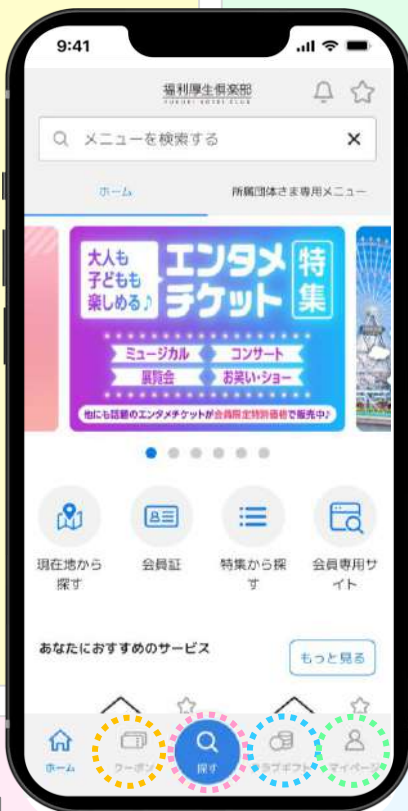 9:41
福利厚生倶楽部
FUKURI KOSEI CLUB
メニューを検索する
ホーム
所属団体さま専用メニュー
大人も
子どもも
楽しめる♪
エンタメ
チケット
特集
ミュージカル
コンサート
展覧会
お笑い・ショー
他にも話題のエンタメチケットが会員限定特別価格で販売中♪
現在地から
探す
会員証
特集から探
す
会員専用サ
イト
あなたにおすすめのサービス
もっと見る
ホーム
クーポン
探す
クラブギフト
マイページ